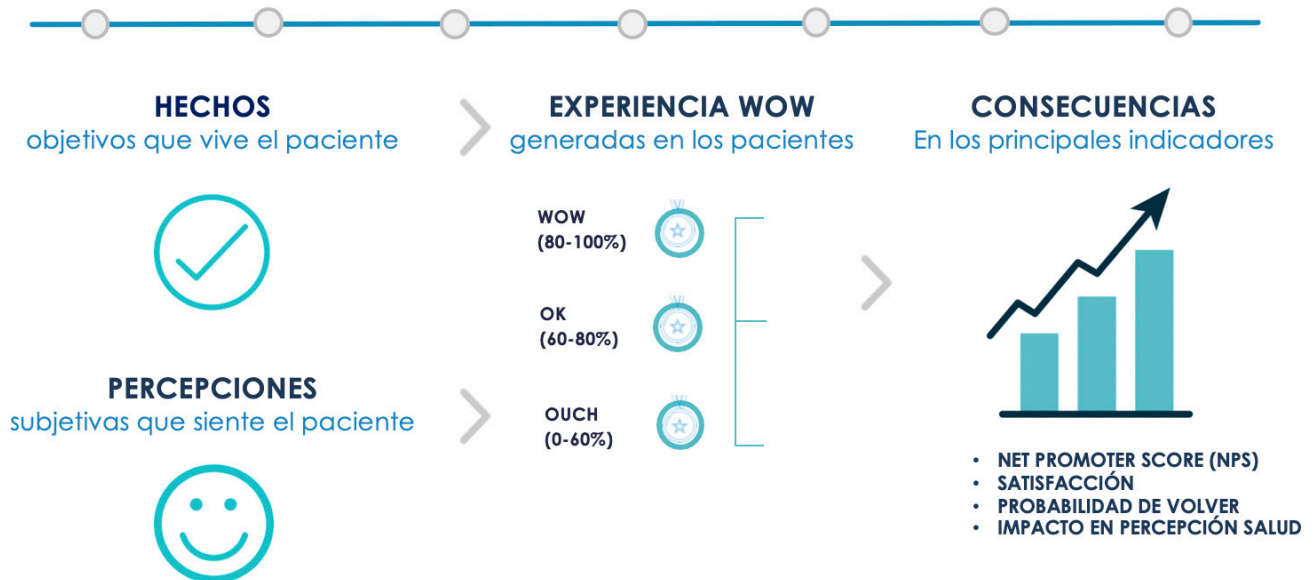 HECHOS
objetivos que vive el paciente
PERCEPCIONES
subjetivas que siente el paciente
EXPERIENCIA WOW
generadas en los pacientes
WOW
(80-100%)
OK
(60-80%)
OUCH
(0-60%)
CONSECUENCIAS
En los principales indicadores
• NET PROMOTER SCORE (NPS)
• SATISFACCIÓN
• PROBABILIDAD DE VOLVER
• IMPACTO EN PERCEPCIÓN SALUD